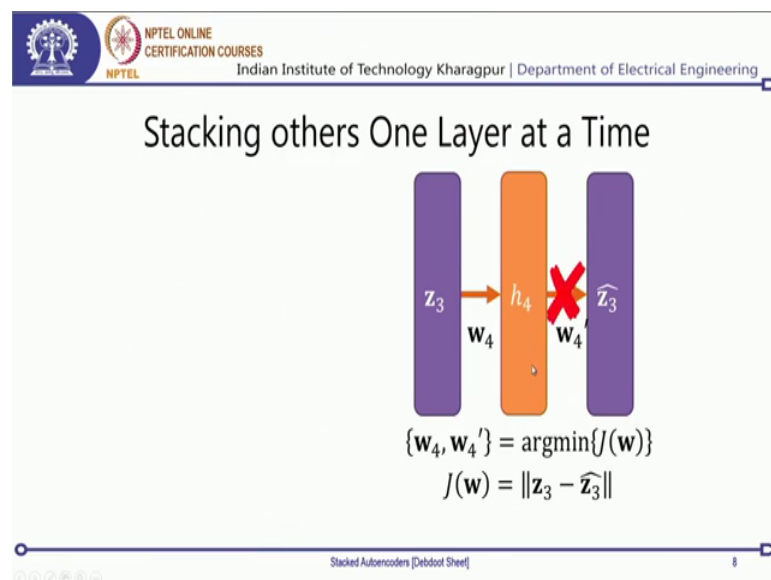 NPTEL ONLINE
CERTIFICATION COURSES
NPTEL
Indian Institute of Technology Kharagpur | Department of Electrical Engineering
Stacking others One Layer at a Time
z₃ h₄ ẑ₃
w₄ w₄′
{w₄, w₄′} = argmin{J(w)}
J(w) = ‖z₃ − ẑ₃‖
Stacked Autoencoders [Debdoot Sheet] 8